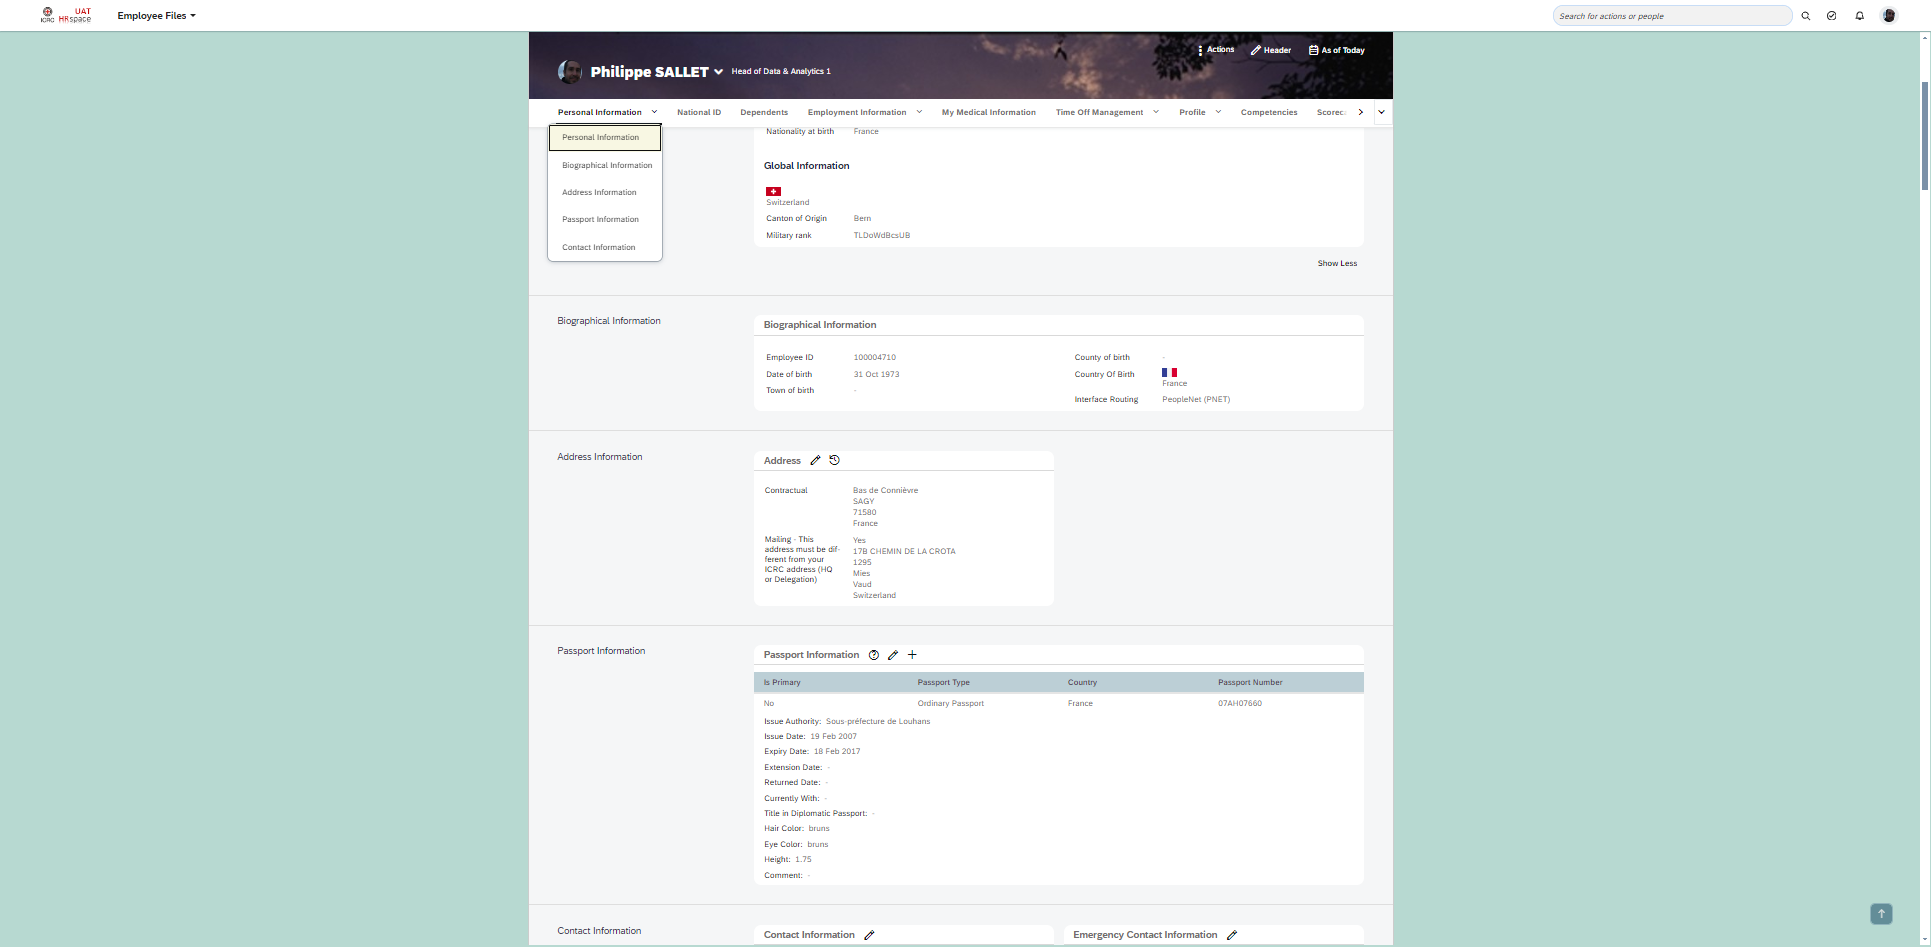 ICRC
UAT
HRspace
Employee Files
Search for actions or people
Actions
Header
As of Today
Philippe SALLET
Head of Data & Analytics 1
Personal Information
National ID
Dependents
Employment Information
My Medical Information
Time Off Management
Profile
Competencies
Scorec
Personal Information
Biographical Information
Address Information
Passport Information
Contact Information
Nationality at birth France
Global Information
Switzerland
Canton of Origin Bern
Military rank TLDoWdBcsUB
Show Less
Biographical Information
Biographical Information
Employee ID 100004710
Date of birth 31 Oct 1973
Town of birth -
County of birth -
Country Of Birth
France
Interface Routing PeopleNet (PNET)
Address Information
Address
Contractual
Bas de Connièvre
SAGY
71580
France
Mailing - This
address must be dif-
ferent from your
ICRC address (HQ
or Delegation)
Yes
17B CHEMIN DE LA CROTA
1295
Mies
Vaud
Switzerland
Passport Information
Passport Information
Is Primary Passport Type Country Passport Number
No Ordinary Passport France 07AH07660
Issue Authority: Sous-préfecture de Louhans
Issue Date: 19 Feb 2007
Expiry Date: 18 Feb 2017
Extension Date: -
Returned Date: -
Currently With: -
Title in Diplomatic Passport: -
Hair Color: bruns
Eye Color: bruns
Height: 1.75
Comment: -
Contact Information
Contact Information
Emergency Contact Information